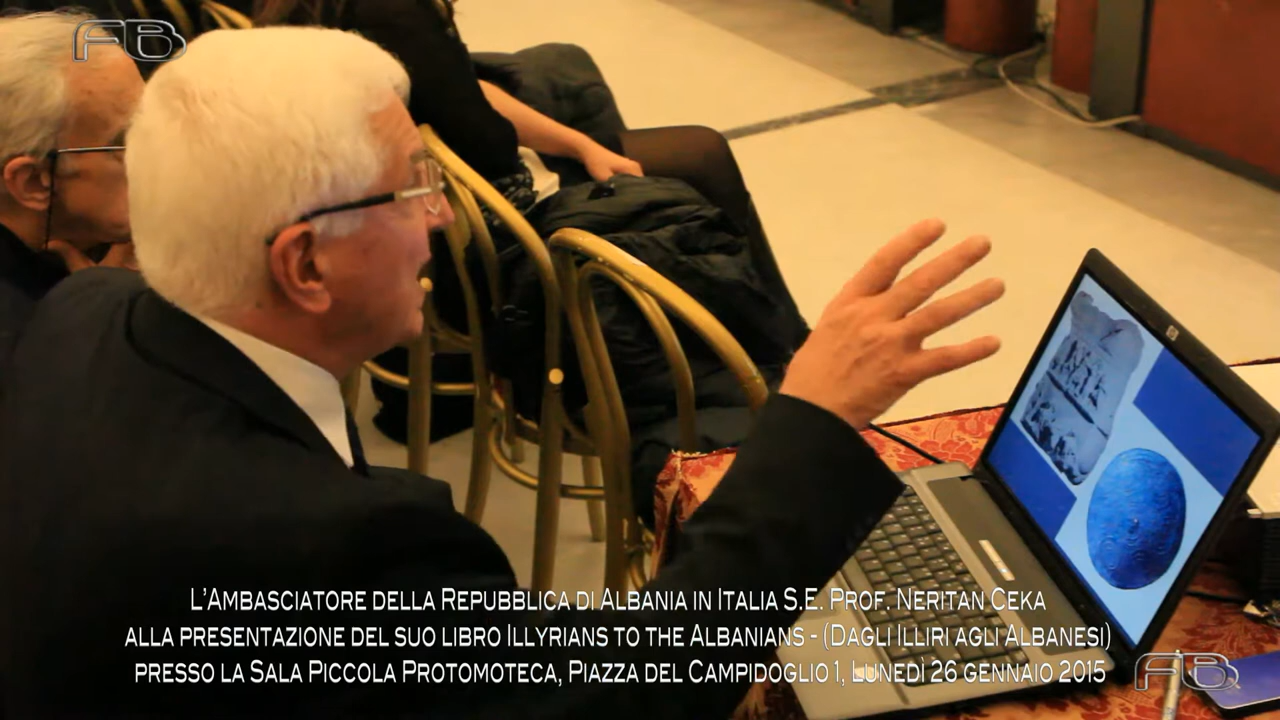 FB
L'Ambasciatore della Repubblica di Albania in Italia S.E. Prof. Neritan Ceka
alla presentazione del suo libro Illyrians to the Albanians - (Dagli Illiri agli Albanesi)
presso la Sala Piccola Protomoteca, Piazza del Campidoglio 1, Lunedì 26 gennaio 2015
FB